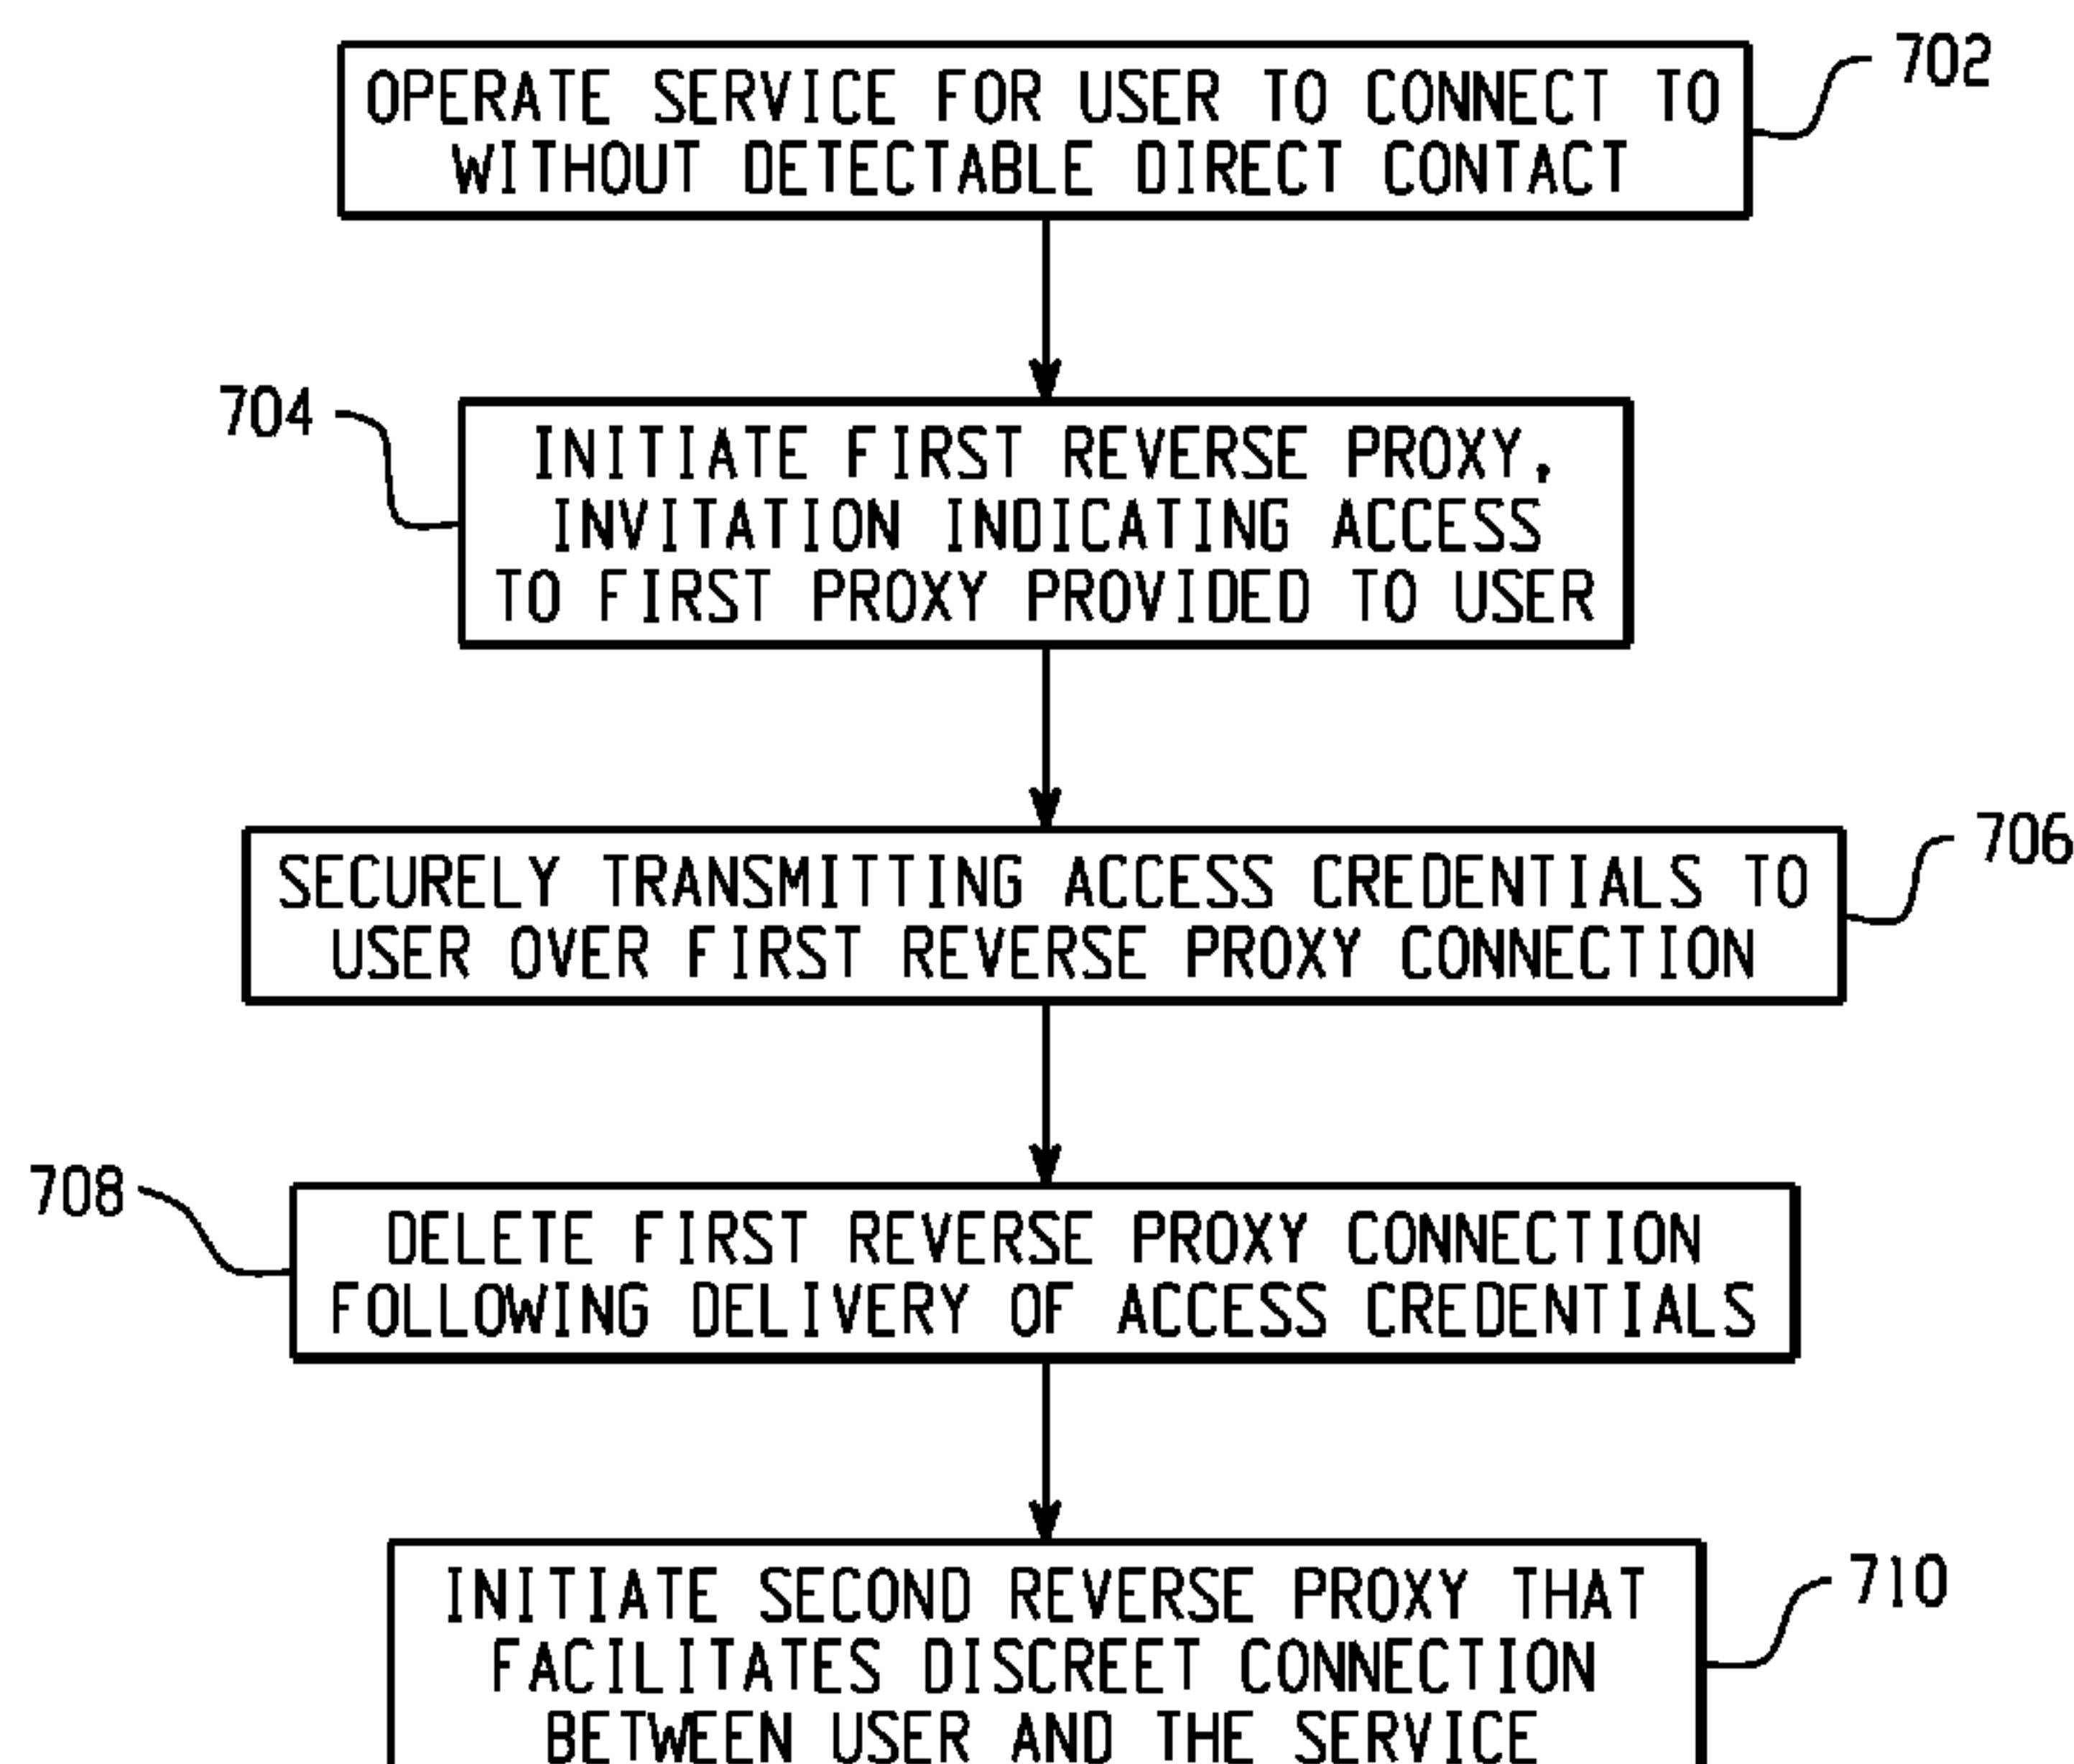 702
OPERATE SERVICE FOR USER TO CONNECT TO
WITHOUT DETECTABLE DIRECT CONTACT
704
INITIATE FIRST REVERSE PROXY,
INVITATION INDICATING ACCESS
TO FIRST PROXY PROVIDED TO USER
706
SECURELY TRANSMITTING ACCESS CREDENTIALS TO
USER OVER FIRST REVERSE PROXY CONNECTION
708
DELETE FIRST REVERSE PROXY CONNECTION
FOLLOWING DELIVERY OF ACCESS CREDENTIALS
710
INITIATE SECOND REVERSE PROXY THAT
FACILITATES DISCREET CONNECTION
BETWEEN USER AND THE SERVICE